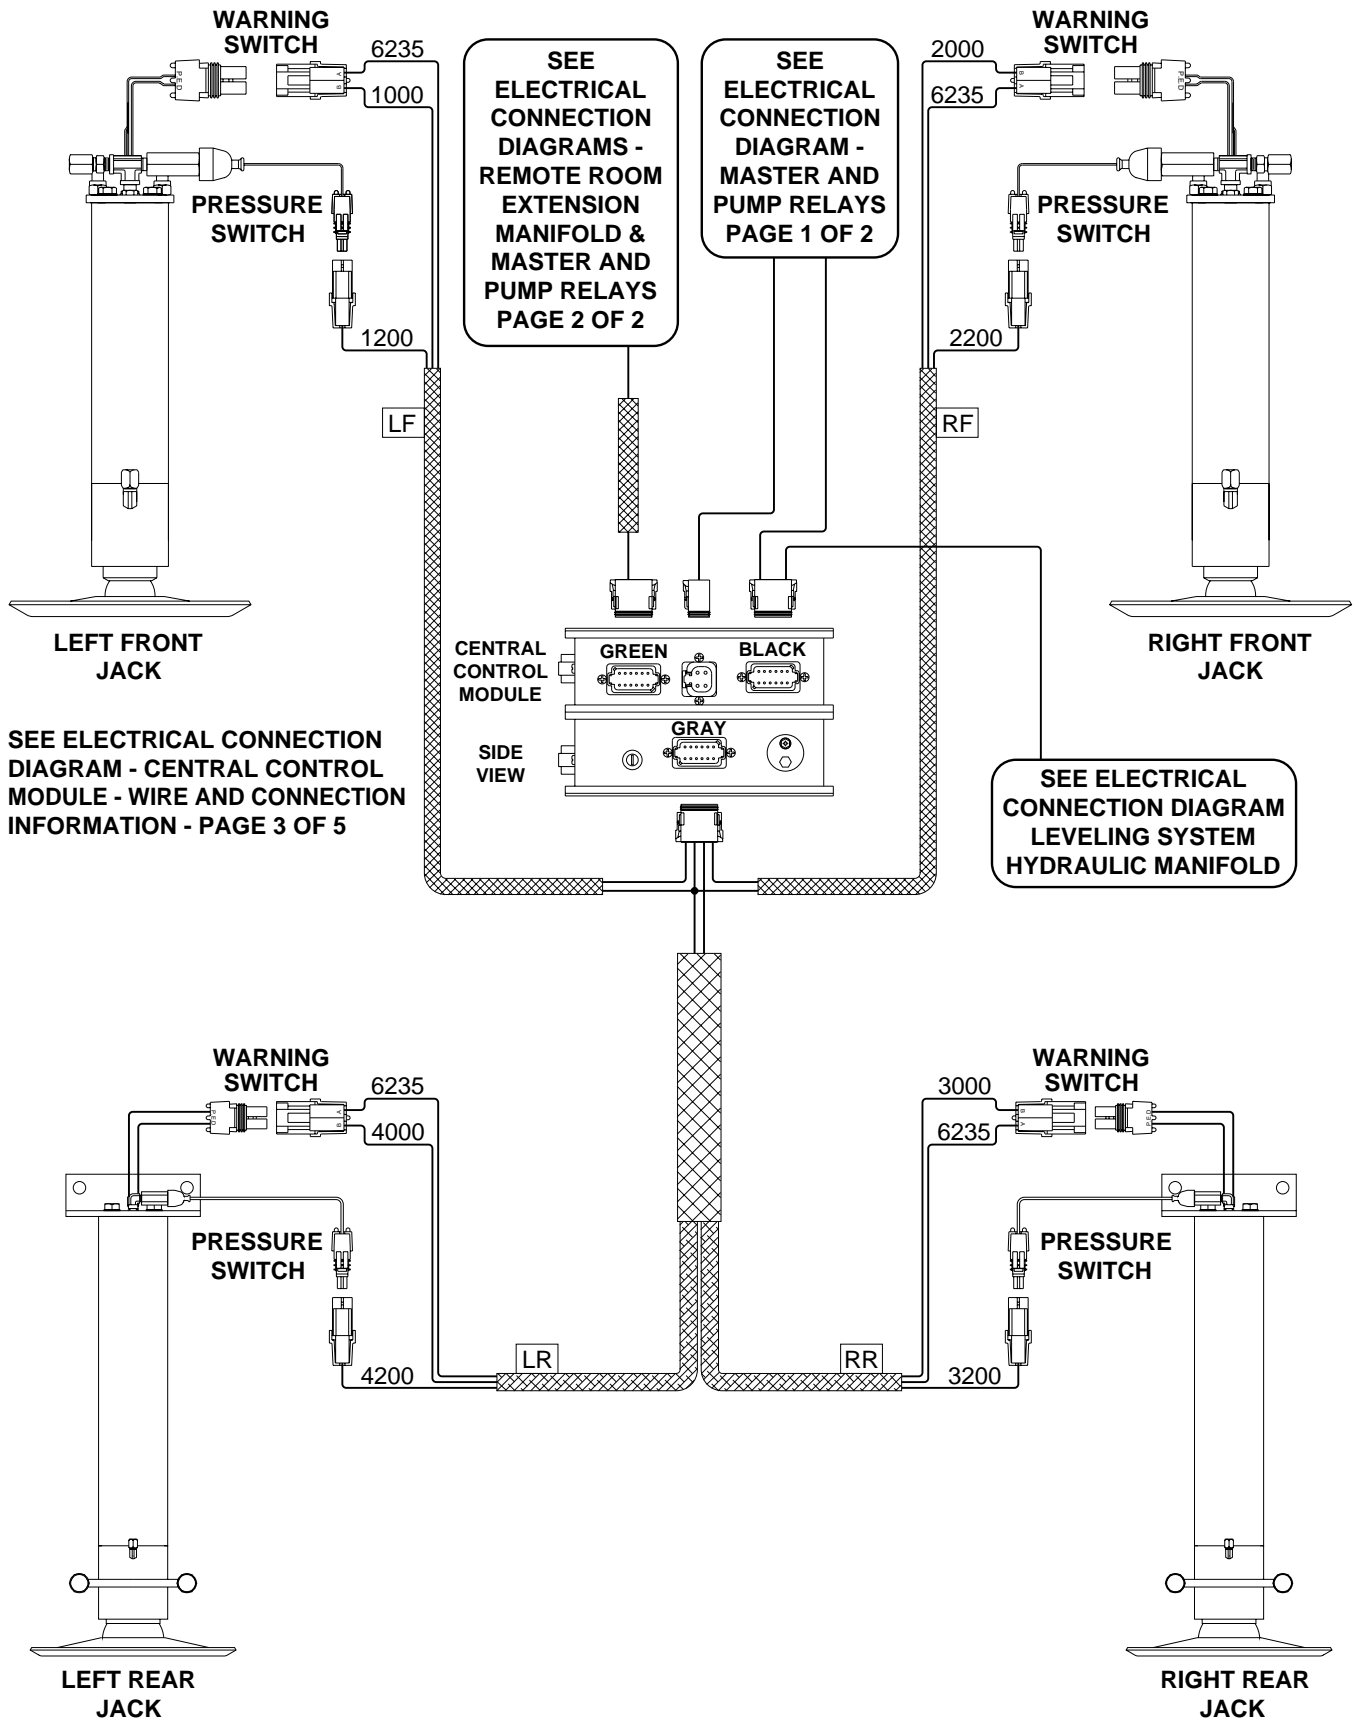 WARNING
SWITCH
6235
1000
PED
A
B
PRESSURE
SWITCH
1200
LF
SEE
ELECTRICAL
CONNECTION
DIAGRAMS -
REMOTE ROOM
EXTENSION
MANIFOLD &
MASTER AND
PUMP RELAYS
PAGE 2 OF 2
SEE
ELECTRICAL
CONNECTION
DIAGRAM -
MASTER AND
PUMP RELAYS
PAGE 1 OF 2
2000
6235
WARNING
SWITCH
B
A
PED
PRESSURE
SWITCH
2200
RF
LEFT FRONT
JACK
RIGHT FRONT
JACK
CENTRAL
CONTROL
MODULE
GREEN
BLACK
SIDE
VIEW
GRAY
SEE ELECTRICAL CONNECTION
DIAGRAM - CENTRAL CONTROL
MODULE - WIRE AND CONNECTION
INFORMATION - PAGE 3 OF 5
SEE ELECTRICAL
CONNECTION DIAGRAM
LEVELING SYSTEM
HYDRAULIC MANIFOLD
WARNING
SWITCH
6235
4000
PED
A
B
PRESSURE
SWITCH
4200
LR
3000
6235
WARNING
SWITCH
B
A
PED
PRESSURE
SWITCH
3200
RR
LEFT REAR
JACK
RIGHT REAR
JACK